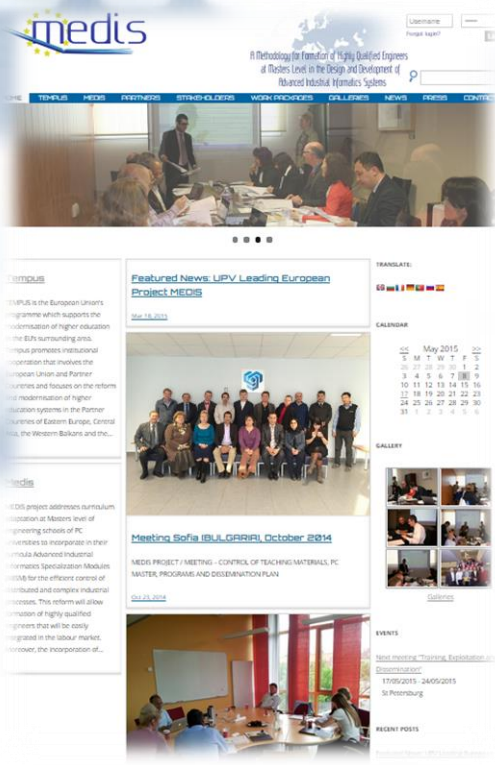 medis
Username
Forgot login?
A Methodology for Formation of Highly Qualified Engineers
at Masters Level in the Design and Development of
Advanced Industrial Informatics Systems
HOME TEMPUS MEDIS PARTNERS STAKEHOLDERS WORK PACKAGES GALLERIES NEWS PRESS CONTAC
Tempus
TEMPUS is the European Union's
programme which supports the
modernisation of higher education
in the EU's surrounding area.
Tempus promotes institutional
cooperation that involves the
European Union and Partner
Countries and focuses on the reform
and modernisation of higher
education systems in the Partner
Countries of Eastern Europe, Central
Asia, the Western Balkans and the...
Medis
MEDIS project addresses curriculum
adaptation at Masters level of
engineering schools of PC
universities to incorporate in their
curricula Advanced Industrial
Informatics Specialization Modules
for the efficient control of
distributed and complex industrial
processes. This reform will allow
formation of highly qualified
engineers that will be easily
integrated in the labour market.
Moreover, the incorporation of...
Featured News: UPV Leading European
Project MEDIS
Mar 18, 2015
Meeting Sofia (BULGARIA), October 2014
MEDIS PROJECT / MEETING – CONTROL OF TEACHING MATERIALS, PC
MASTER, PROGRAMS AND DISSEMINATION PLAN
Oct 23, 2014
TRANSLATE:
CALENDAR
<< May 2015 >>
S M T W T F S
26 27 28 29 30 1 2
3 4 5 6 7 8 9
10 11 12 13 14 15 16
17 18 19 20 21 22 23
24 25 26 27 28 29 30
31 1 2 3 4 5 6
GALLERY
Galleries
EVENTS
Next meeting "Training, Exploitation an
Dissemination"
17/05/2015 - 24/05/2015
St Petersburg
RECENT POSTS
Featured News: UPV Leading Europea